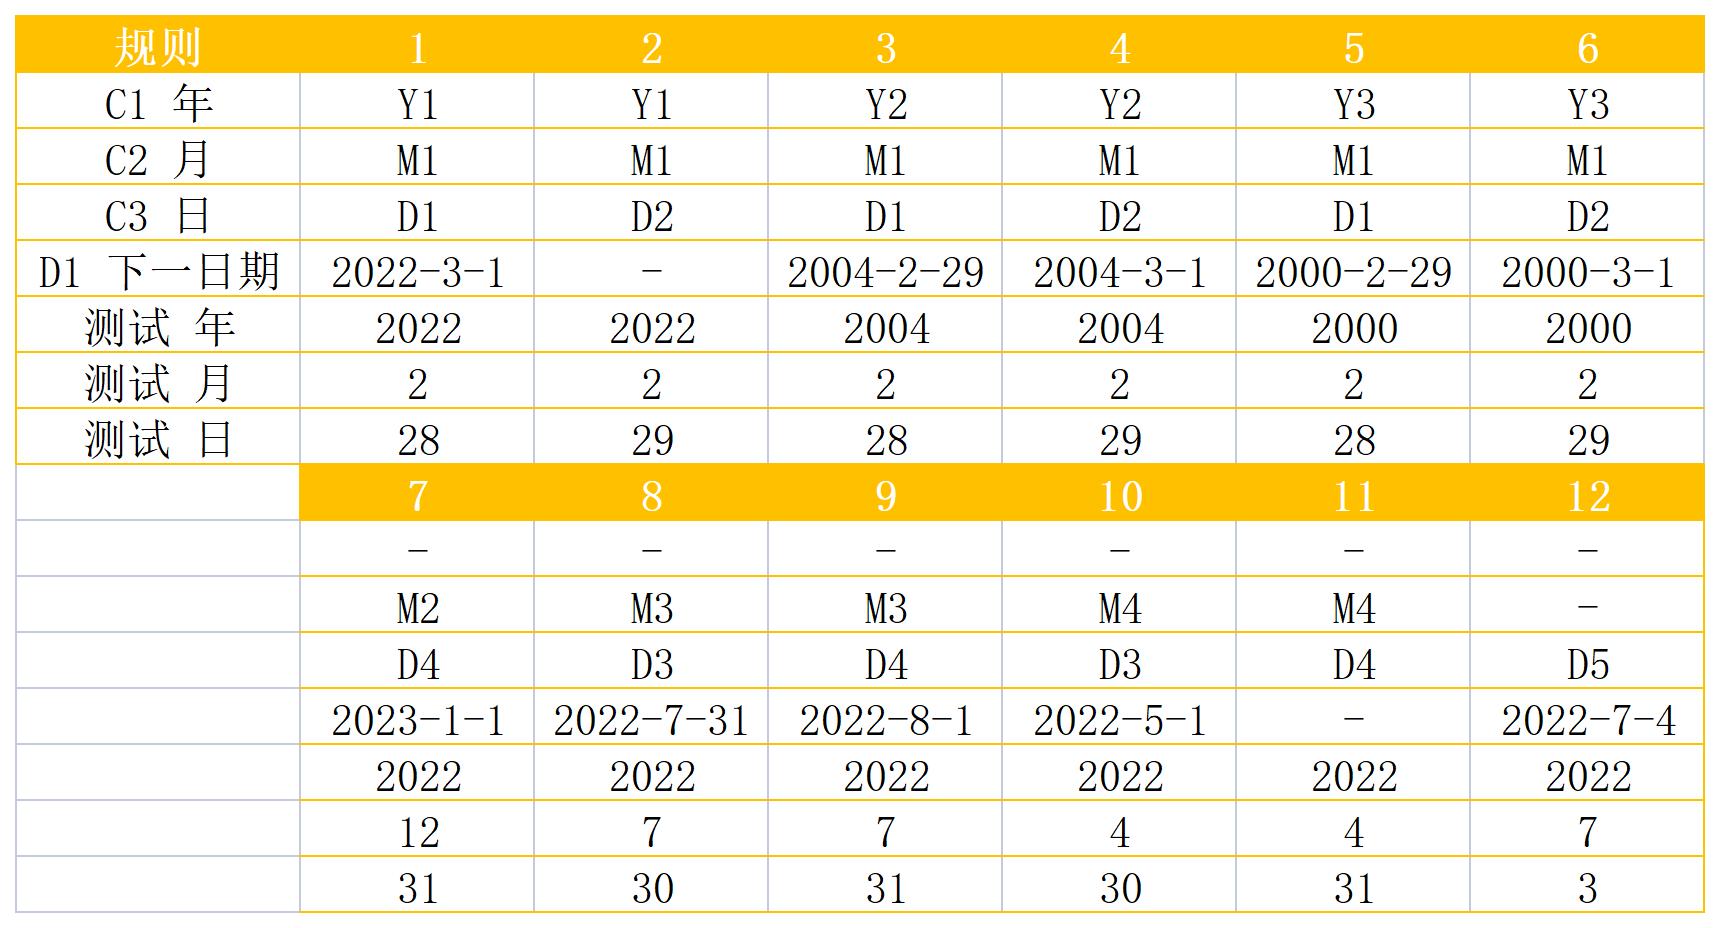 规则 1 2 3 4 5 6
C1 年 Y1 Y1 Y2 Y2 Y3 Y3
C2 月 M1 M1 M1 M1 M1 M1
C3 日 D1 D2 D1 D2 D1 D2
D1 下一日期 2022-3-1 - 2004-2-29 2004-3-1 2000-2-29 2000-3-1
测试 年 2022 2022 2004 2004 2000 2000
测试 月 2 2 2 2 2 2
测试 日 28 29 28 29 28 29
7 8 9 10 11 12
- - - - - -
M2 M3 M3 M4 M4 -
D4 D3 D4 D3 D4 D5
2023-1-1 2022-7-31 2022-8-1 2022-5-1 - 2022-7-4
2022 2022 2022 2022 2022 2022
12 7 7 4 4 7
31 30 31 30 31 3